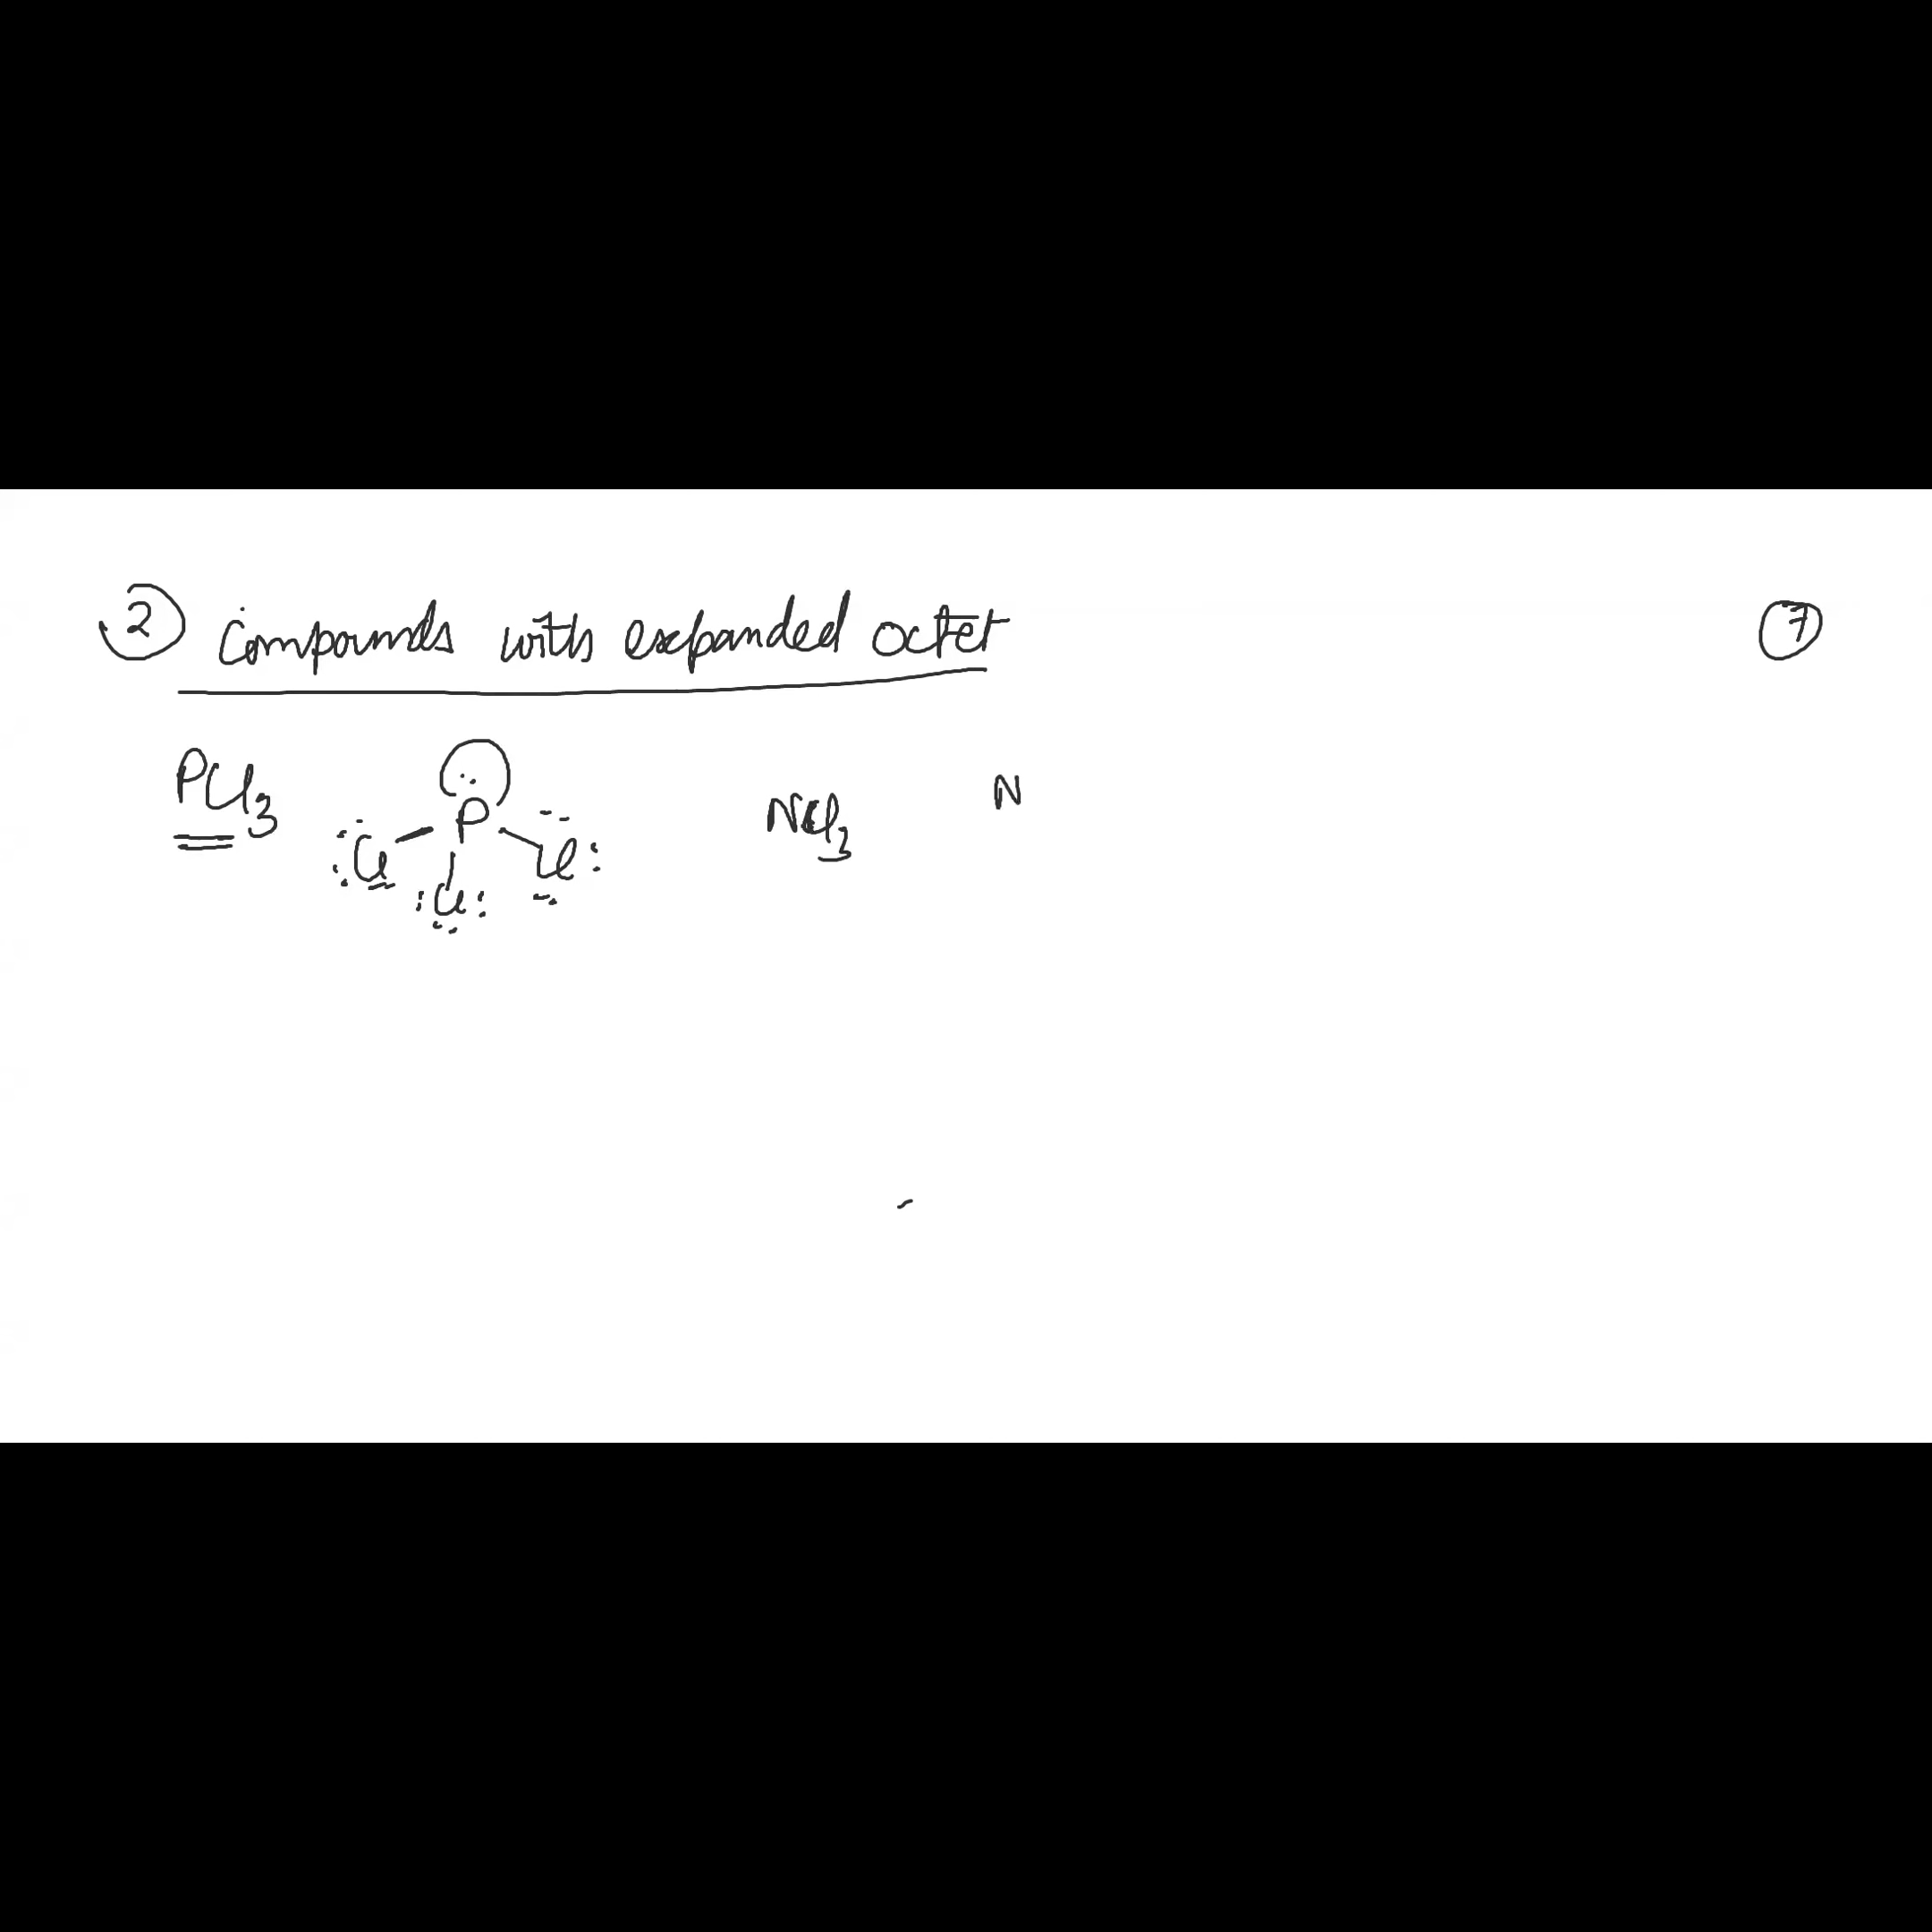 ② Compounds with expanded octet ⑦
PCl₃ P NCl₃ N
Cl Cl
Cl